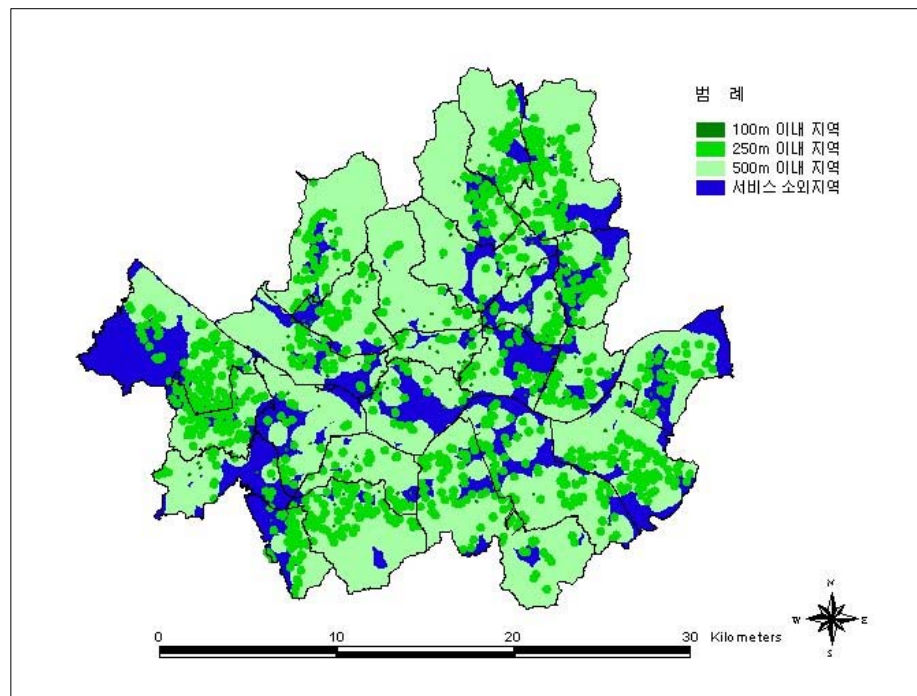 범 례
100m 이내 지역
250m 이내 지역
500m 이내 지역
서비스 소외지역
N
W E
S
0 10 20 30 Kilometers